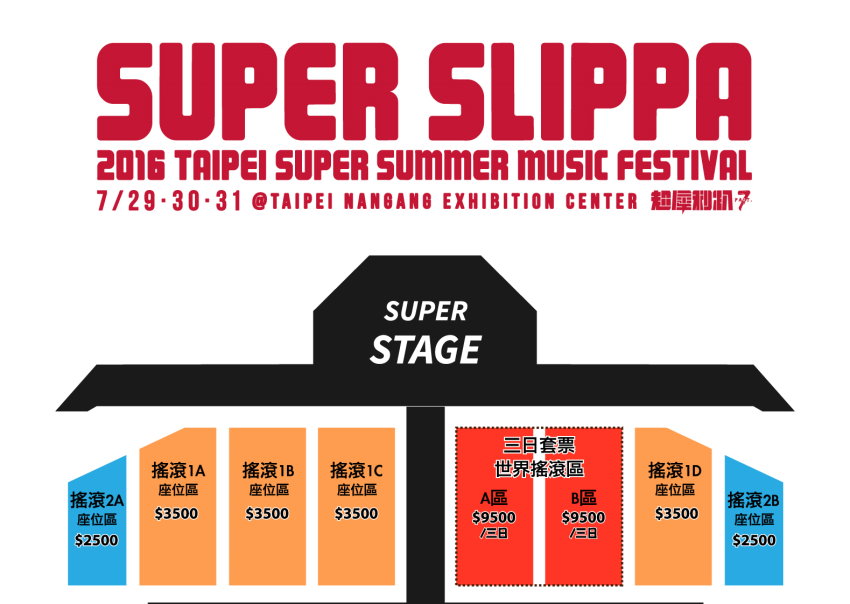 SUPER SLIPPA
2016 TAIPEI SUPER SUMMER MUSIC FESTIVAL
7/29·30·31 @TAIPEI NANGANG EXHIBITION CENTER 超犀利趴7
SUPER
STAGE
搖滾2A
座位區
$2500
搖滾1A
座位區
$3500
搖滾1B
座位區
$3500
搖滾1C
座位區
$3500
三日套票
世界搖滾區
A區
$9500
/三日
B區
$9500
/三日
搖滾1D
座位區
$3500
搖滾2B
座位區
$2500